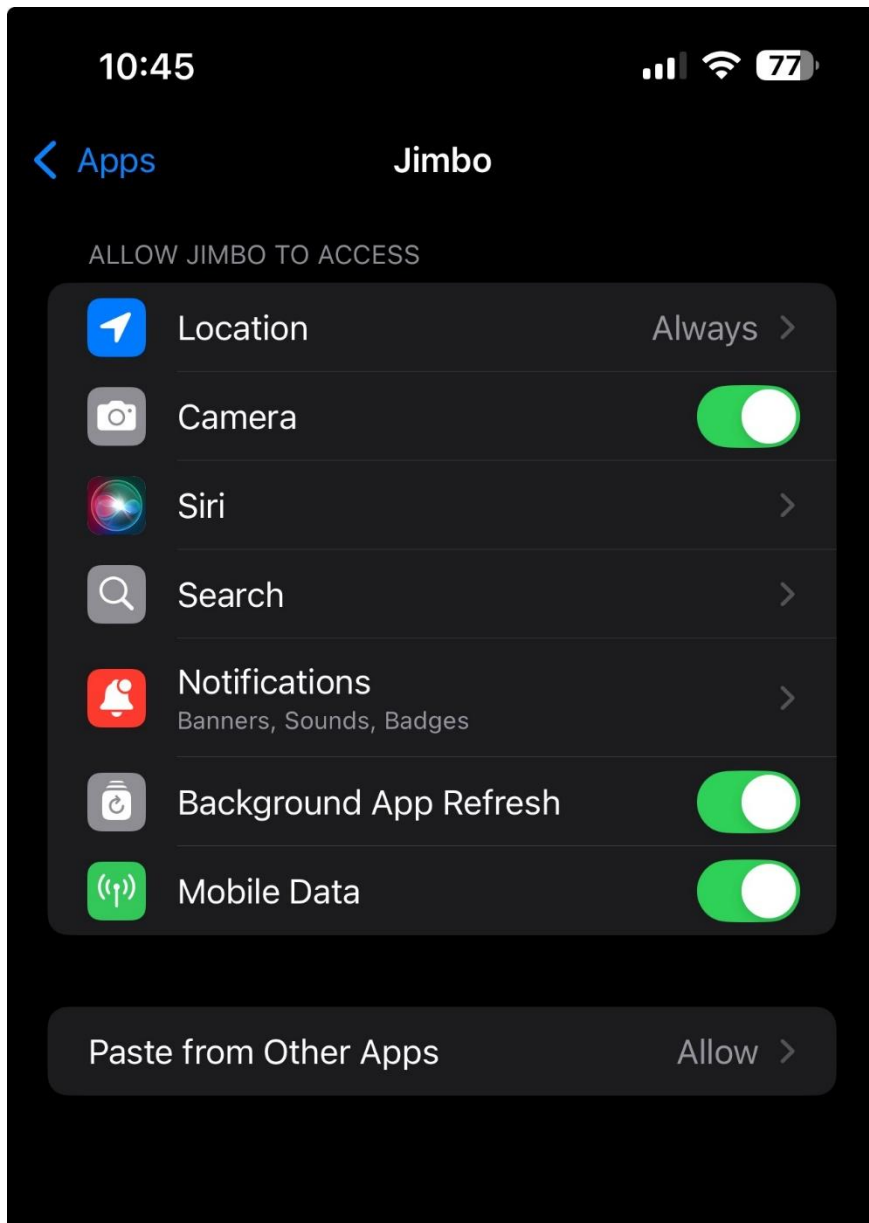 10:45
77
Apps
Jimbo
ALLOW JIMBO TO ACCESS
Location
Always
Camera
Siri
Search
Notifications
Banners, Sounds, Badges
Background App Refresh
Mobile Data
Paste from Other Apps
Allow